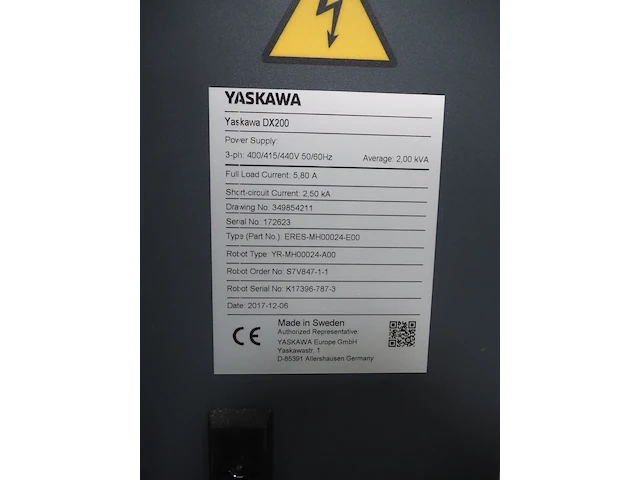 YASKAWA
Yaskawa DX200
Power Supply:
3-ph: 400/415/440V 50/60Hz Average: 2,00 kVA
Full Load Current: 5,80 A
Short-circuit Current: 2,50 kA
Drawing No: 349854211
Serial No: 172623
Type (Part No.): ERES-MH00024-E00
Robot Type: YR-MH00024-A00
Robot Order No: S7V847-1-1
Robot Serial No: K17396-787-3
Date: 2017-12-06
CE
Made in Sweden
Authorized Representative:
YASKAWA Europe GmbH
Yaskawastr. 1
D-85391 Allershausen Germany